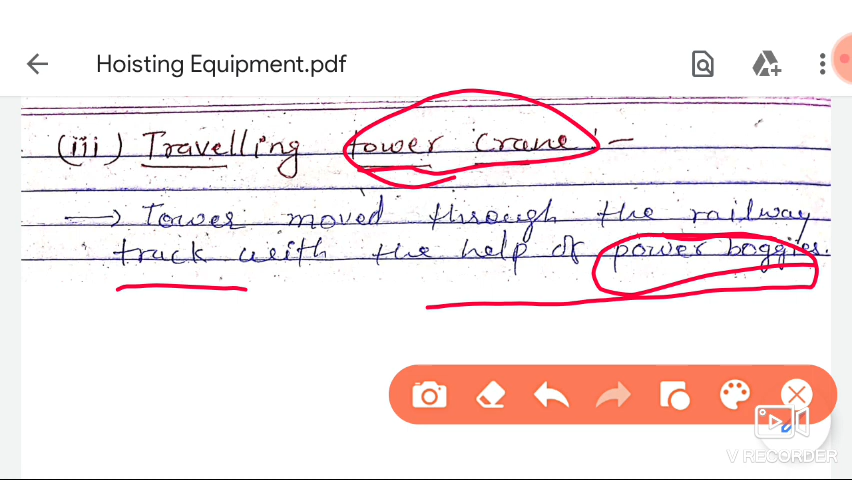 Hoisting Equipment.pdf
(iii) Travelling tower crane:-
→ Tower moved through the railway
track with the help of power boggies.
V RECORDER